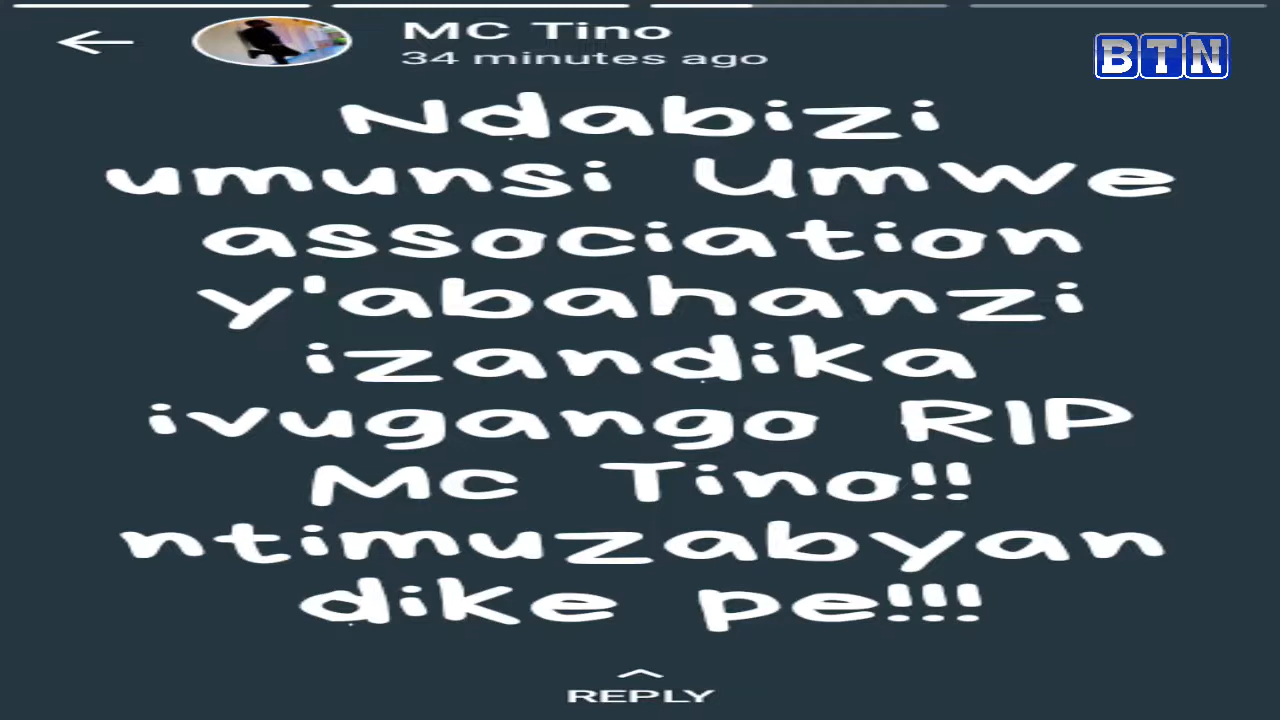 MC Tino
34 minutes ago
BTN
Ndabizi
umunsi Umwe
association
y'abahanzi
izandika
ivugango RIP
Mc Tino!!
ntimuzabyan
dike pe!!!
REPLY